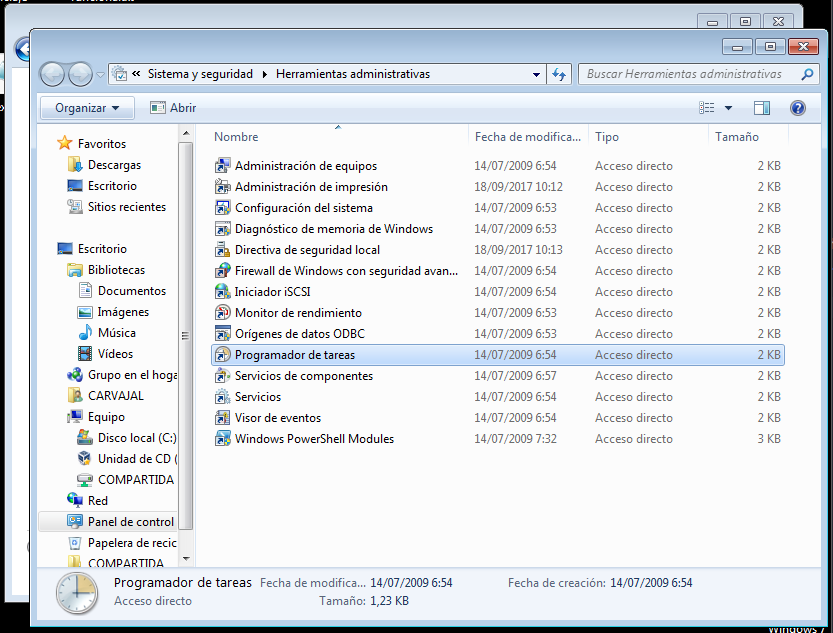 « Sistema y seguridad ▸ Herramientas administrativas
Buscar Herramientas administrativas
Organizar
Abrir
Favoritos
Descargas
Escritorio
Sitios recientes
Escritorio
Bibliotecas
Documentos
Imágenes
Música
Vídeos
Grupo en el hoga
CARVAJAL
Equipo
Disco local (C:)
Unidad de CD (
COMPARTIDA
Red
Panel de control
Papelera de recic
COMPARTIDA
Nombre Fecha de modifica... Tipo Tamaño
Administración de equipos 14/07/2009 6:54 Acceso directo 2 KB
Administración de impresión 18/09/2017 10:12 Acceso directo 2 KB
Configuración del sistema 14/07/2009 6:53 Acceso directo 2 KB
Diagnóstico de memoria de Windows 14/07/2009 6:53 Acceso directo 2 KB
Directiva de seguridad local 18/09/2017 10:13 Acceso directo 2 KB
Firewall de Windows con seguridad avan... 14/07/2009 6:54 Acceso directo 2 KB
Iniciador iSCSI 14/07/2009 6:54 Acceso directo 2 KB
Monitor de rendimiento 14/07/2009 6:53 Acceso directo 2 KB
Orígenes de datos ODBC 14/07/2009 6:53 Acceso directo 2 KB
Programador de tareas 14/07/2009 6:54 Acceso directo 2 KB
Servicios de componentes 14/07/2009 6:57 Acceso directo 2 KB
Servicios 14/07/2009 6:54 Acceso directo 2 KB
Visor de eventos 14/07/2009 6:54 Acceso directo 2 KB
Windows PowerShell Modules 14/07/2009 7:32 Acceso directo 3 KB
Programador de tareas Fecha de modifica... 14/07/2009 6:54 Fecha de creación: 14/07/2009 6:54
Acceso directo Tamaño: 1,23 KB
Windows 7